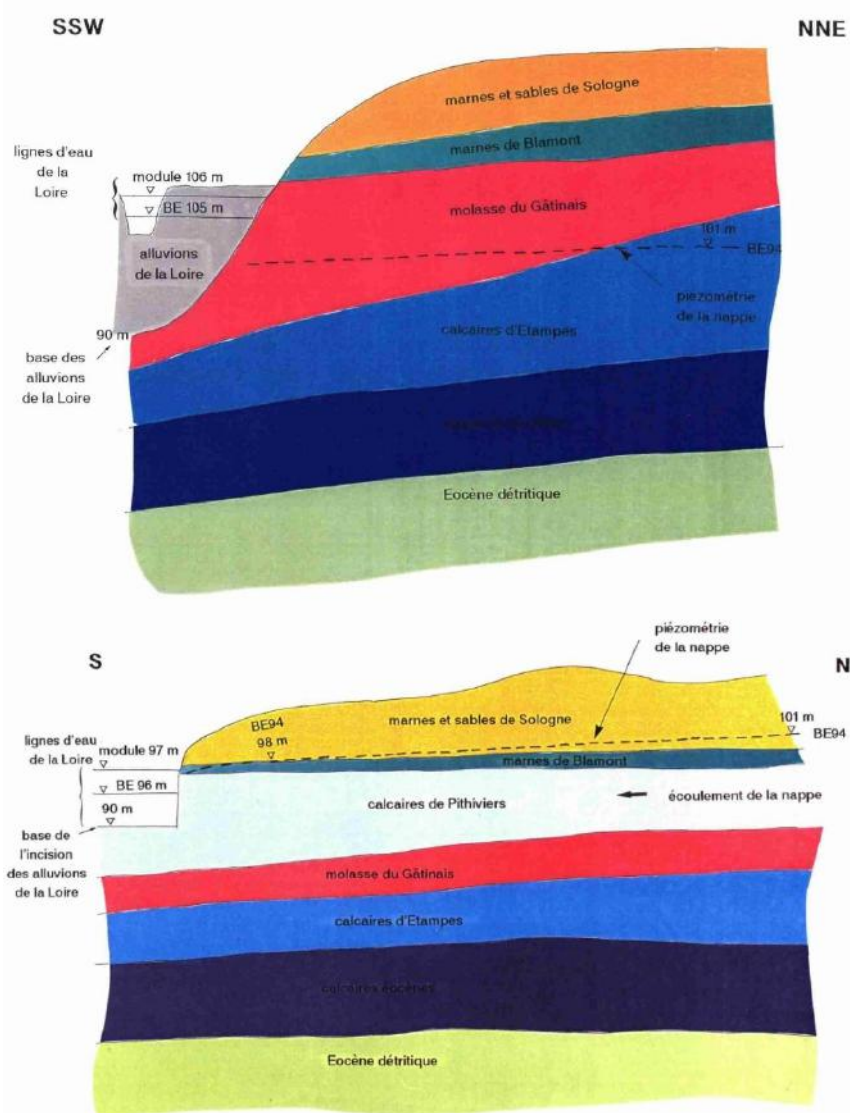 SSW
NNE
marnes et sables de Sologne
marnes de Blamont
lignes d'eau
de la
Loire
module 106 m
BE 105 m
molasse du Gâtinais
101 m
BE94
alluvions
de la Loire
piézométrie
de la nappe
90 m
calcaires d'Etampes
base des
alluvions
de la Loire
Eocène détritique
piézométrie
de la nappe
S
N
BE94
98 m
marnes et sables de Sologne
101 m
BE94
lignes d'eau
de la Loire
module 97 m
marnes de Blamont
BE 96 m
90 m
calcaires de Pithiviers
écoulement de la nappe
base de
l'incision
des alluvions
de la Loire
molasse du Gâtinais
calcaires d'Etampes
calcaires éocènes
Eocène détritique